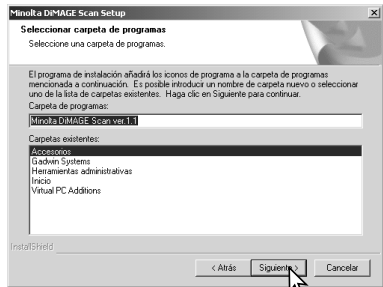 Minolta DiMAGE Scan Setup
Seleccionar carpeta de programas
Seleccione una carpeta de programas.
El programa de instalación añadirá los iconos de programa a la carpeta de programas
mencionada a continuación. Es posible introducir un nombre de carpeta nuevo o seleccionar
uno de la lista de carpetas existentes. Haga clic en Siguiente para continuar.
Carpeta de programas:
Minolta DiMAGE Scan ver.1.1
Carpetas existentes:
Accesorios
Gadwin Systems
Herramientas administrativas
Inicio
Virtual PC Additions
InstallShield
< Atrás Siguiente > Cancelar